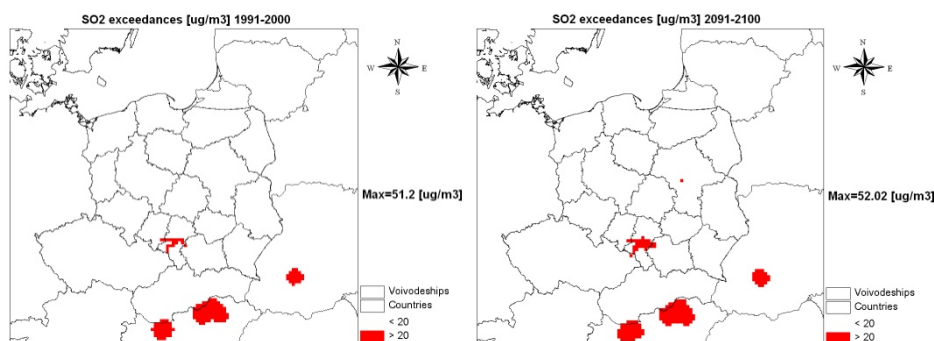 SO2 exceedances [ug/m3] 1991-2000
N
W E
S
Max=51.2 [ug/m3]
Voivodeships
Countries
< 20
> 20
SO2 exceedances [ug/m3] 2091-2100
N
W E
S
Max=52.02 [ug/m3]
Voivodeships
Countries
< 20
> 20